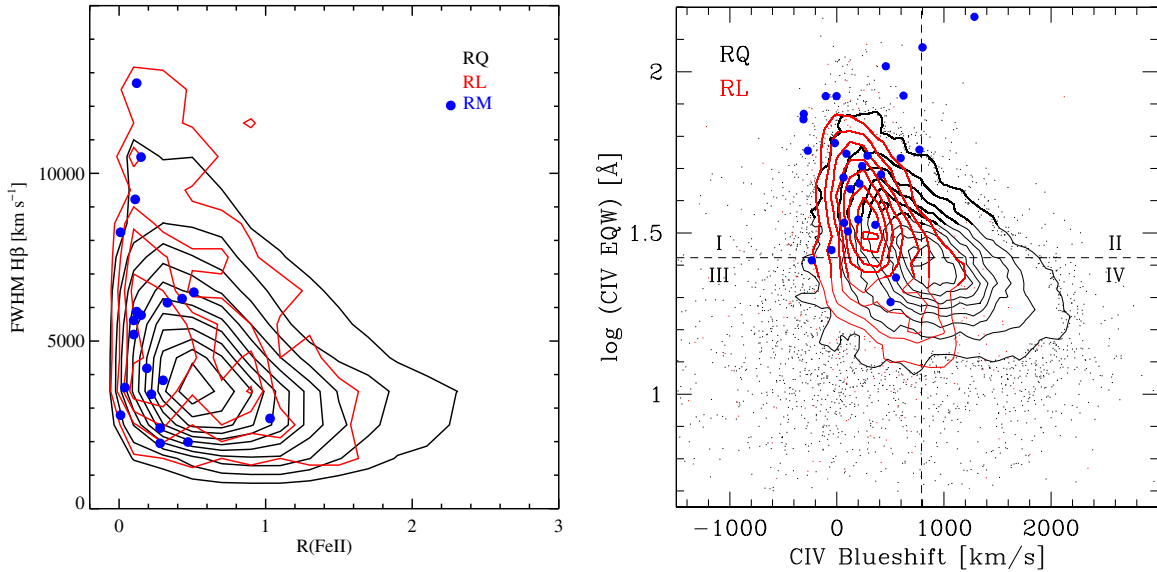 RQ
RL
RM
10000
5000
0
FWHM Hβ [km s⁻¹]
0
1
2
3
R(FeII)
RQ
RL
2
1.5
1
log (CIV EQW) [Å]
I
II
III
IV
−1000
0
1000
2000
CIV Blueshift [km/s]